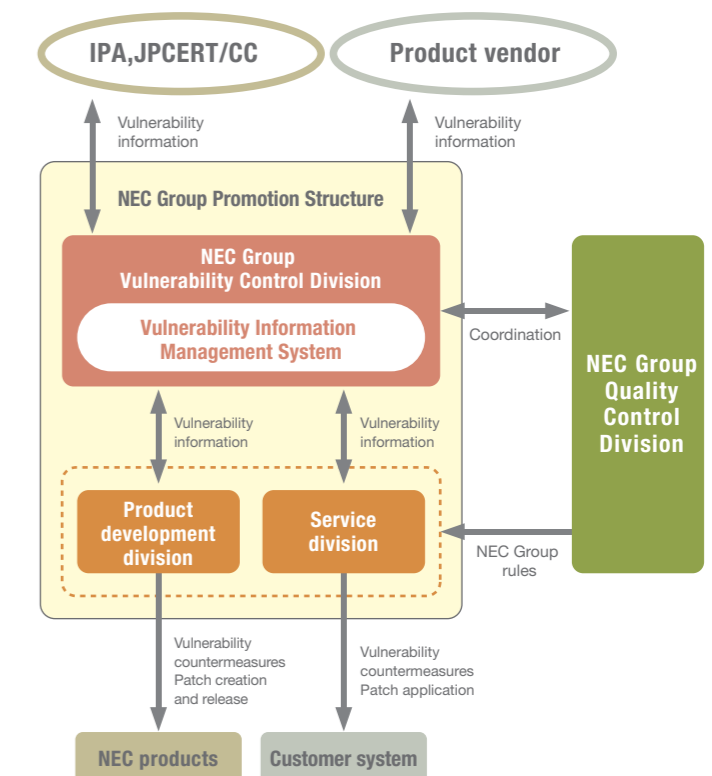 IPA,JPCERT/CC
Product vendor
Vulnerability
information
Vulnerability
information
NEC Group Promotion Structure
NEC Group
Vulnerability Control Division
Vulnerability Information
Management System
Coordination
NEC Group
Quality
Control
Division
Vulnerability
information
Vulnerability
information
Product
development
division
Service
division
NEC Group
rules
Vulnerability
countermeasures
Patch creation
and release
Vulnerability
countermeasures
Patch application
NEC products
Customer system